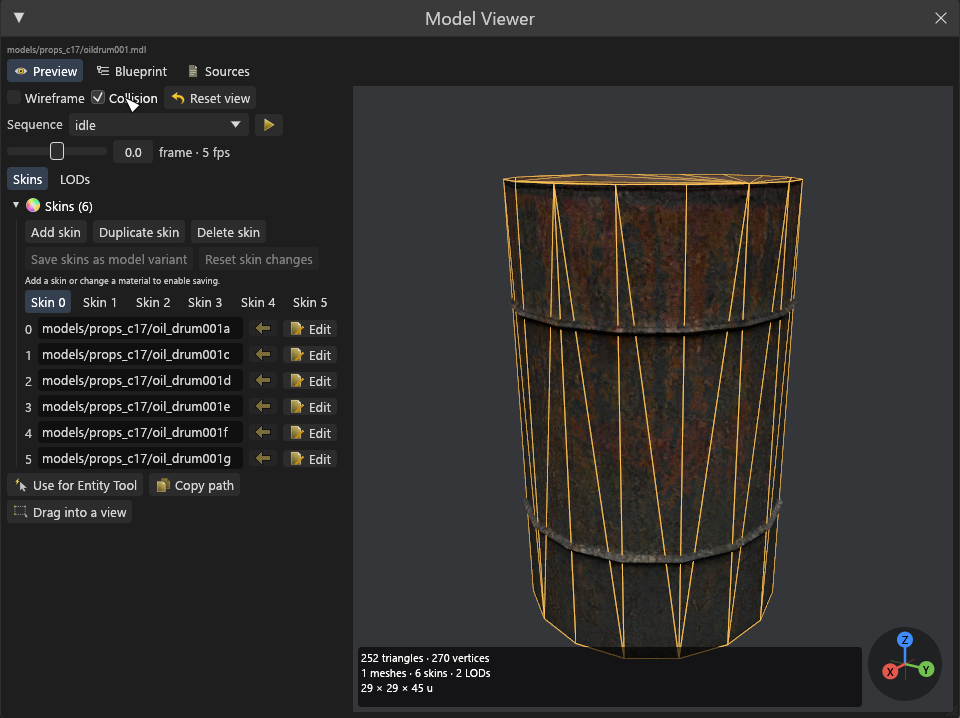 Model Viewer
models/props_c17/oildrum001.mdl
Preview Blueprint Sources
Wireframe Collision Reset view
Sequence idle
0.0 frame · 5 fps
Skins LODs
Skins (6)
Add skin Duplicate skin Delete skin
Save skins as model variant Reset skin changes
Add a skin or change a material to enable saving.
Skin 0 Skin 1 Skin 2 Skin 3 Skin 4 Skin 5
0 models/props_c17/oil_drum001a Edit
1 models/props_c17/oil_drum001c Edit
2 models/props_c17/oil_drum001d Edit
3 models/props_c17/oil_drum001e Edit
4 models/props_c17/oil_drum001f Edit
5 models/props_c17/oil_drum001g Edit
Use for Entity Tool Copy path
Drag into a view
252 triangles · 270 vertices
1 meshes · 6 skins · 2 LODs
29 × 29 × 45 u
Z
X Y